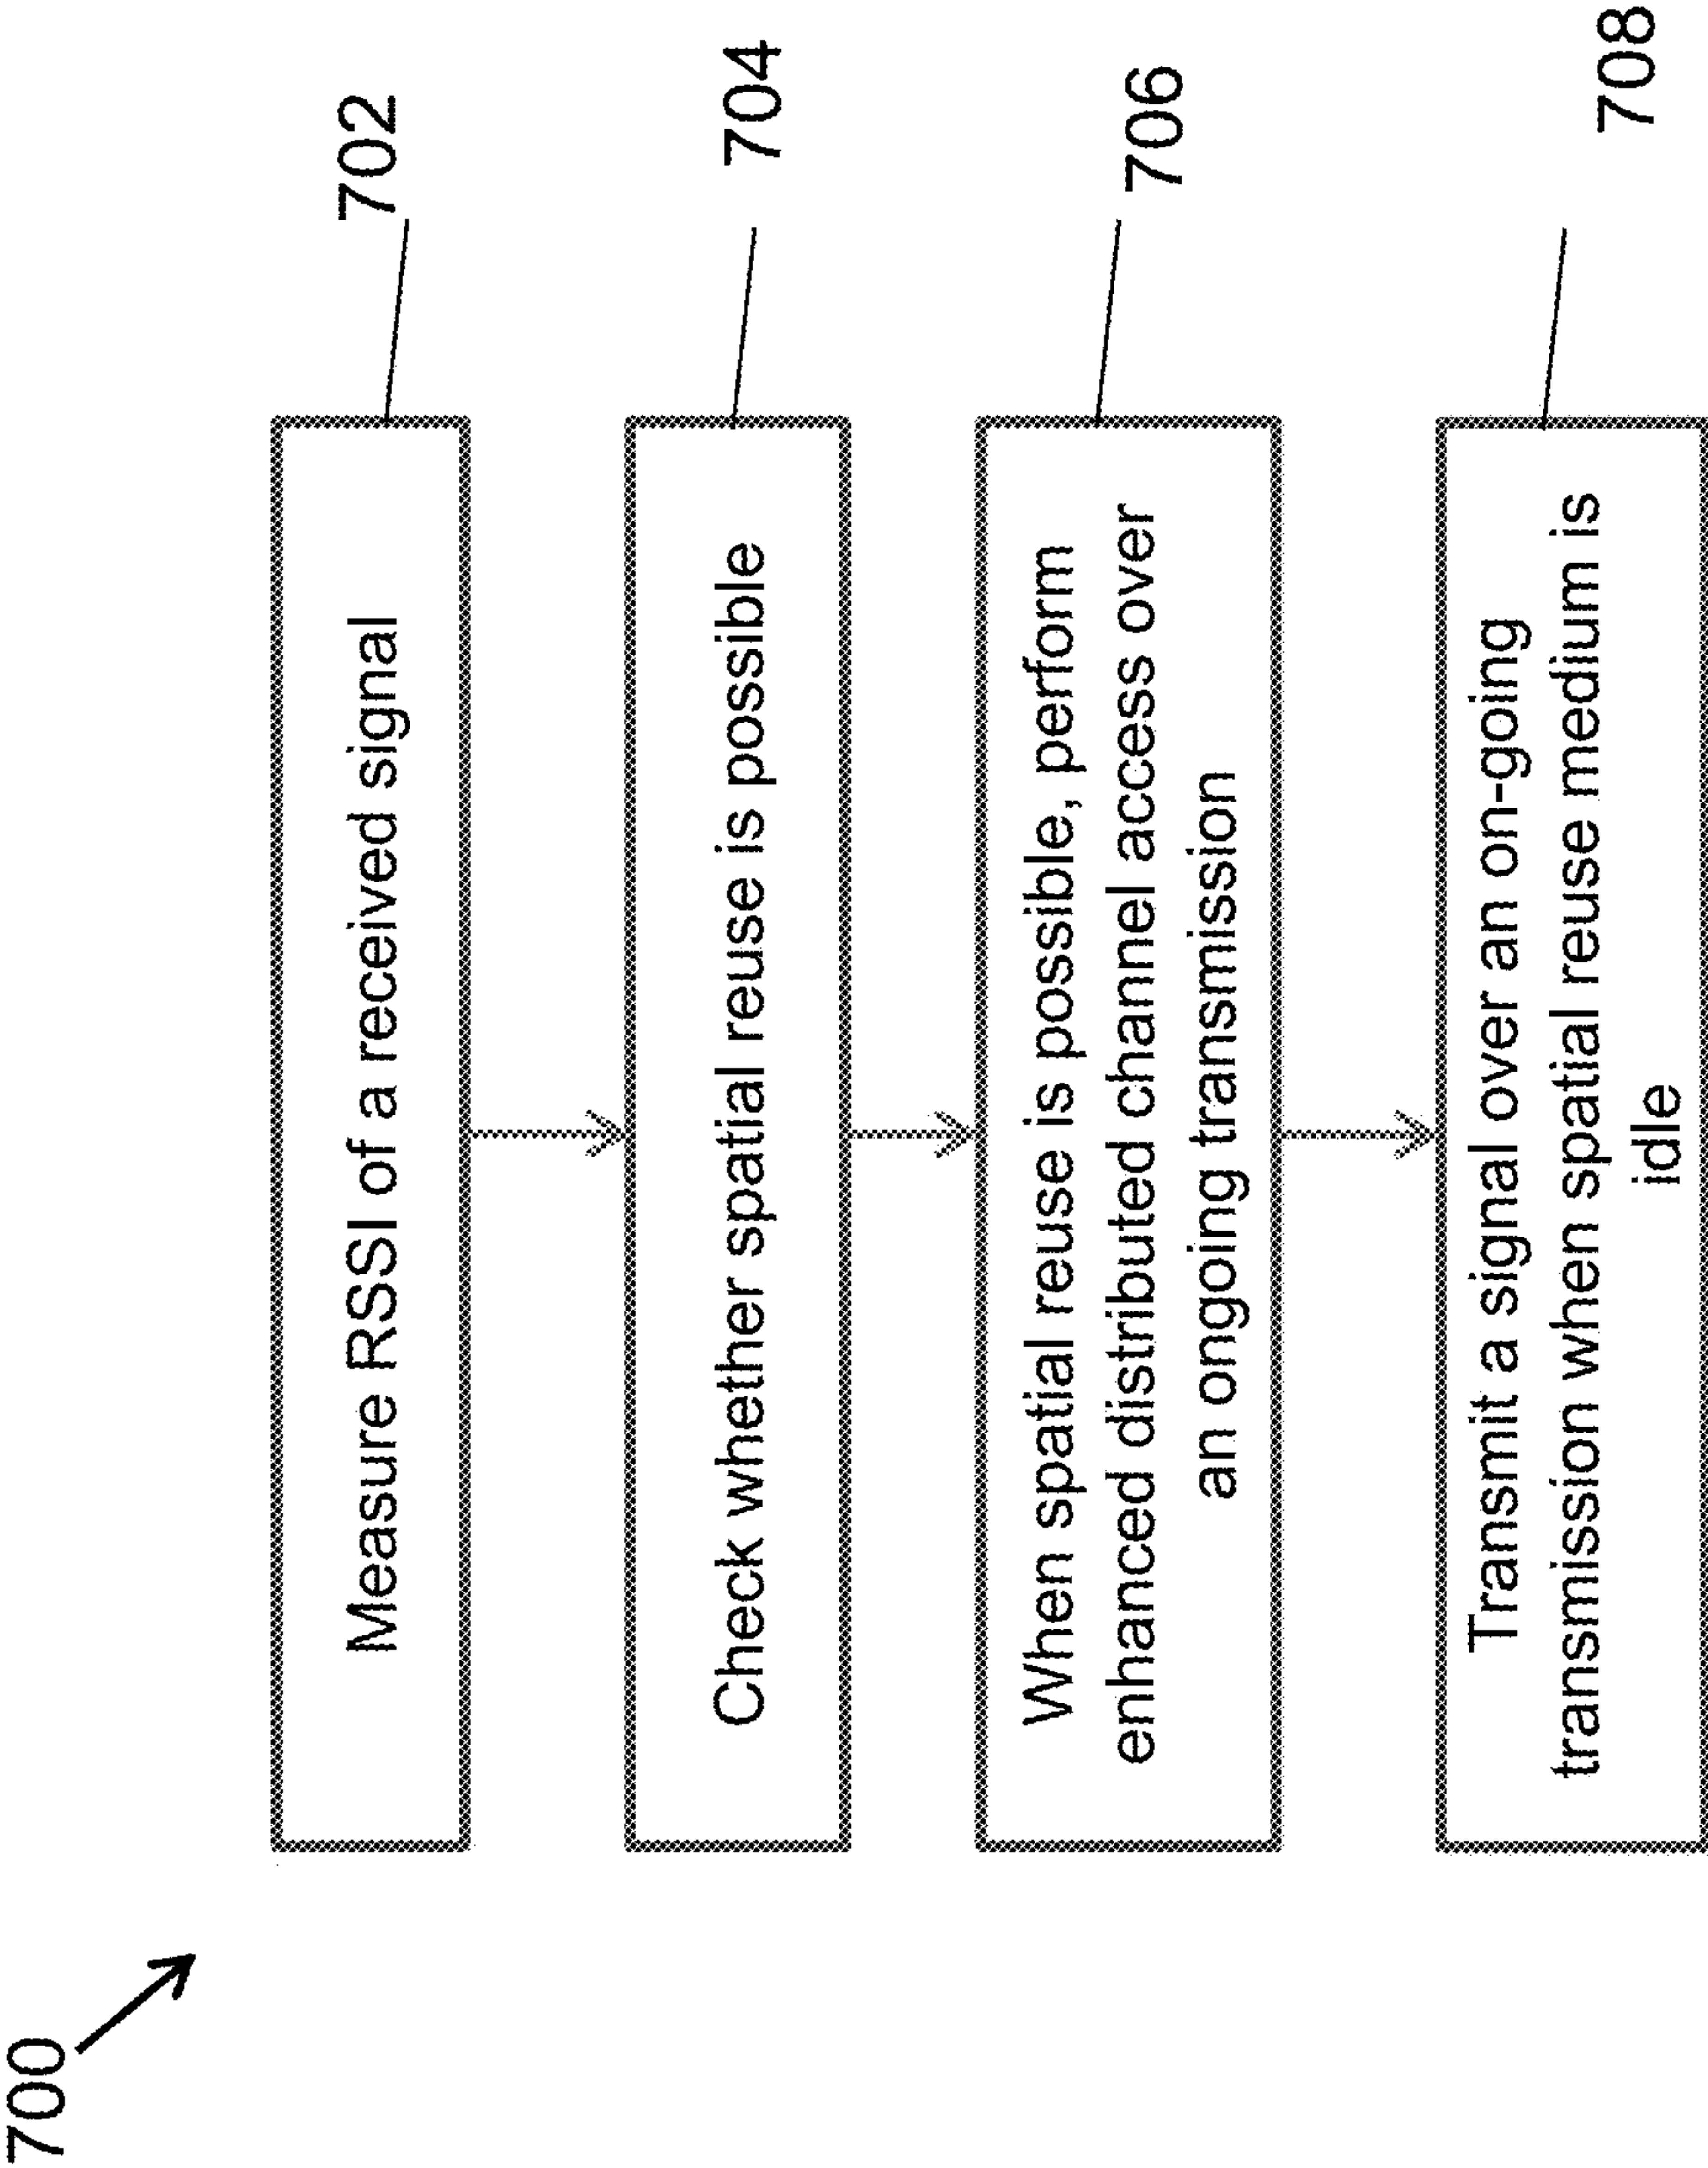 700
Measure RSSI of a received signal
702
Check whether spatial reuse is possible
704
When spatial reuse is possible, perform
enhanced distributed channel access over
an ongoing transmission
706
Transmit a signal over an on-going
transmission when spatial reuse medium is
idle
708